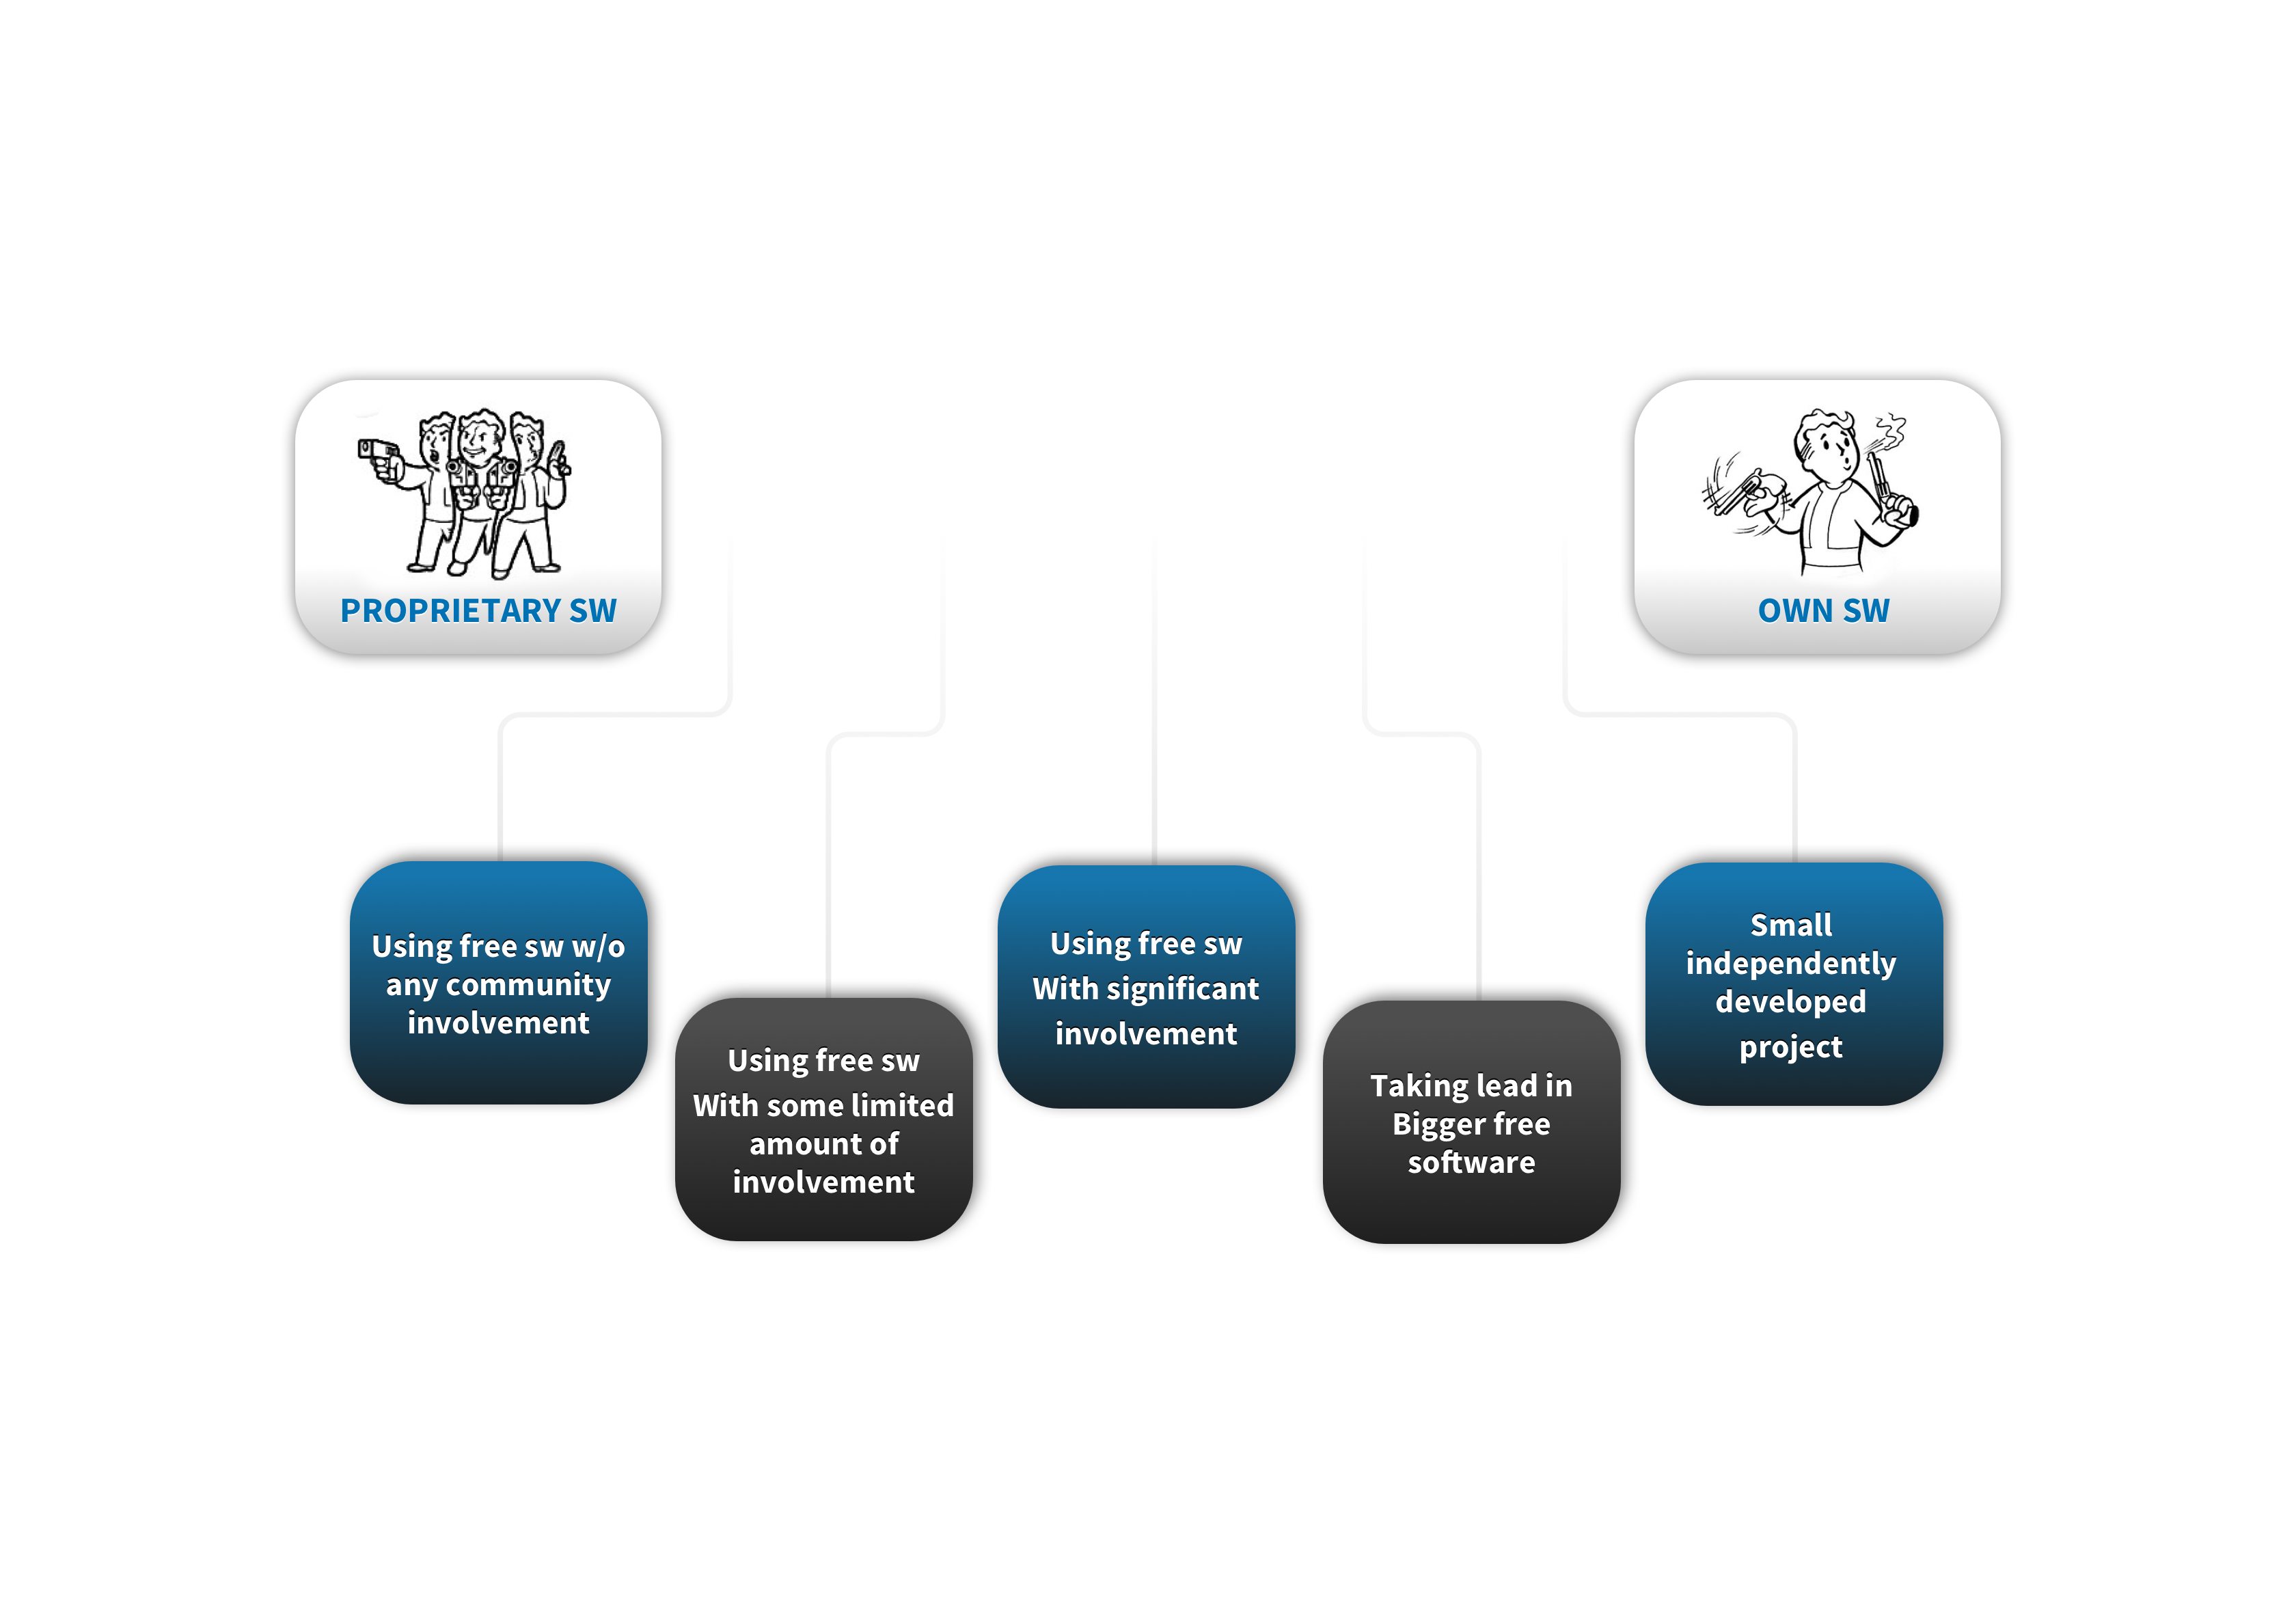 PROPRIETARY SW
OWN SW
Using free sw w/o
any community
involvement
Using free sw
With some limited
amount of
involvement
Using free sw
With significant
involvement
Taking lead in
Bigger free
software
Small
independently
developed
project